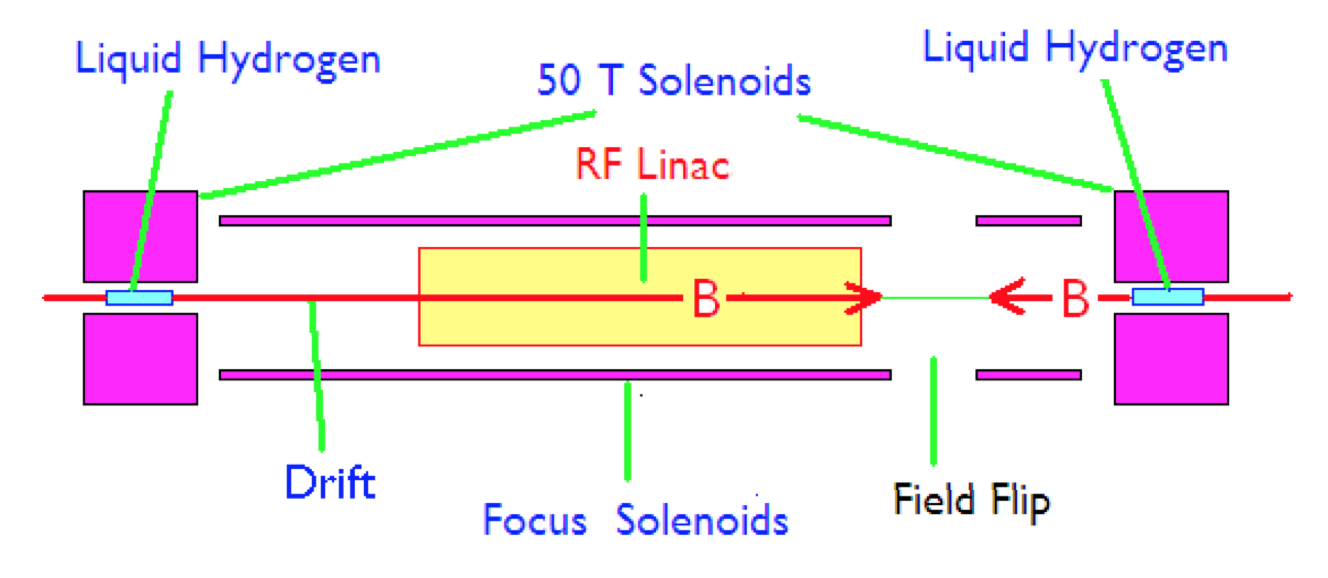 Liquid Hydrogen
50 T Solenoids
Liquid Hydrogen
RF Linac
B
B
Drift
Focus Solenoids
Field Flip